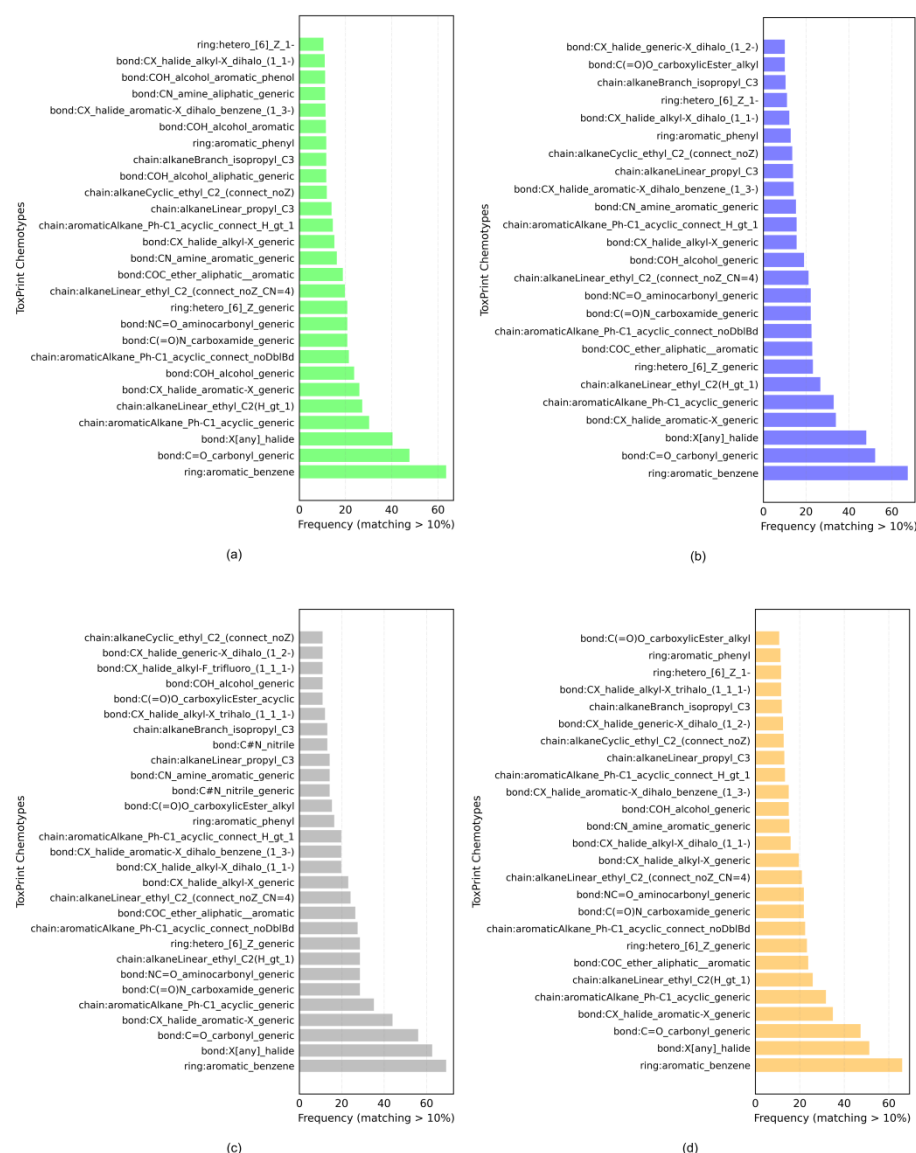 ring:hetero_[6]_Z_1-
bond:CX_halide_alkyl-X_dihalo_(1_1-)
bond:COH_alcohol_aromatic_phenol
bond:CN_amine_aliphatic_generic
bond:CX_halide_aromatic-X_dihalo_benzene_(1_3-)
bond:COH_alcohol_aromatic
ring:aromatic_phenyl
chain:alkaneBranch_isopropyl_C3
bond:COH_alcohol_aliphatic_generic
chain:alkaneCyclic_ethyl_C2_(connect_noZ)
chain:alkaneLinear_propyl_C3
chain:aromaticAlkane_Ph-C1_acyclic_connect_H_gt_1
bond:CX_halide_alkyl-X_generic
bond:CN_amine_aromatic_generic
bond:COC_ether_aliphatic__aromatic
chain:alkaneLinear_ethyl_C2_(connect_noZ_CN=4)
ring:hetero_[6]_Z_generic
bond:NC=O_aminocarbonyl_generic
bond:C(=O)N_carboxamide_generic
chain:aromaticAlkane_Ph-C1_acyclic_connect_noDblBd
bond:COH_alcohol_generic
bond:CX_halide_aromatic-X_generic
chain:alkaneLinear_ethyl_C2(H_gt_1)
chain:aromaticAlkane_Ph-C1_acyclic_generic
bond:X[any]_halide
bond:C=O_carbonyl_generic
ring:aromatic_benzene
ToxPrint Chemotypes
0 20 40 60
Frequency (matching > 10%)
(a)
bond:CX_halide_generic-X_dihalo_(1_2-)
bond:C(=O)O_carboxylicEster_alkyl
chain:alkaneBranch_isopropyl_C3
ring:hetero_[6]_Z_1-
bond:CX_halide_alkyl-X_dihalo_(1_1-)
ring:aromatic_phenyl
chain:alkaneCyclic_ethyl_C2_(connect_noZ)
chain:alkaneLinear_propyl_C3
bond:CX_halide_aromatic-X_dihalo_benzene_(1_3-)
bond:CN_amine_aromatic_generic
chain:aromaticAlkane_Ph-C1_acyclic_connect_H_gt_1
bond:CX_halide_alkyl-X_generic
bond:COH_alcohol_generic
chain:alkaneLinear_ethyl_C2_(connect_noZ_CN=4)
bond:NC=O_aminocarbonyl_generic
bond:C(=O)N_carboxamide_generic
chain:aromaticAlkane_Ph-C1_acyclic_connect_noDblBd
bond:COC_ether_aliphatic__aromatic
ring:hetero_[6]_Z_generic
chain:alkaneLinear_ethyl_C2(H_gt_1)
chain:aromaticAlkane_Ph-C1_acyclic_generic
bond:CX_halide_aromatic-X_generic
bond:X[any]_halide
bond:C=O_carbonyl_generic
ring:aromatic_benzene
ToxPrint Chemotypes
0 20 40 60
Frequency (matching > 10%)
(b)
chain:alkaneCyclic_ethyl_C2_(connect_noZ)
bond:CX_halide_generic-X_dihalo_(1_2-)
bond:CX_halide_alkyl-F_trifluoro_(1_1_1-)
bond:COH_alcohol_generic
bond:C(=O)O_carboxylicEster_acyclic
bond:CX_halide_alkyl-X_trihalo_(1_1_1-)
chain:alkaneBranch_isopropyl_C3
bond:C#N_nitrile
chain:alkaneLinear_propyl_C3
bond:CN_amine_aromatic_generic
bond:C#N_nitrile_generic
bond:C(=O)O_carboxylicEster_alkyl
ring:aromatic_phenyl
chain:aromaticAlkane_Ph-C1_acyclic_connect_H_gt_1
bond:CX_halide_aromatic-X_dihalo_benzene_(1_3-)
bond:CX_halide_alkyl-X_dihalo_(1_1-)
bond:CX_halide_alkyl-X_generic
chain:alkaneLinear_ethyl_C2_(connect_noZ_CN=4)
bond:COC_ether_aliphatic__aromatic
chain:aromaticAlkane_Ph-C1_acyclic_connect_noDblBd
ring:hetero_[6]_Z_generic
chain:alkaneLinear_ethyl_C2(H_gt_1)
bond:NC=O_aminocarbonyl_generic
bond:C(=O)N_carboxamide_generic
chain:aromaticAlkane_Ph-C1_acyclic_generic
bond:CX_halide_aromatic-X_generic
bond:C=O_carbonyl_generic
bond:X[any]_halide
ring:aromatic_benzene
ToxPrint Chemotypes
0 20 40 60
Frequency (matching > 10%)
(c)
bond:C(=O)O_carboxylicEster_alkyl
ring:aromatic_phenyl
ring:hetero_[6]_Z_1-
bond:CX_halide_alkyl-X_trihalo_(1_1_1-)
chain:alkaneBranch_isopropyl_C3
bond:CX_halide_generic-X_dihalo_(1_2-)
chain:alkaneCyclic_ethyl_C2_(connect_noZ)
chain:alkaneLinear_propyl_C3
chain:aromaticAlkane_Ph-C1_acyclic_connect_H_gt_1
bond:CX_halide_aromatic-X_dihalo_benzene_(1_3-)
bond:COH_alcohol_generic
bond:CN_amine_aromatic_generic
bond:CX_halide_alkyl-X_dihalo_(1_1-)
bond:CX_halide_alkyl-X_generic
chain:alkaneLinear_ethyl_C2_(connect_noZ_CN=4)
bond:NC=O_aminocarbonyl_generic
bond:C(=O)N_carboxamide_generic
chain:aromaticAlkane_Ph-C1_acyclic_connect_noDblBd
ring:hetero_[6]_Z_generic
bond:COC_ether_aliphatic__aromatic
chain:alkaneLinear_ethyl_C2(H_gt_1)
chain:aromaticAlkane_Ph-C1_acyclic_generic
bond:CX_halide_aromatic-X_generic
bond:C=O_carbonyl_generic
bond:X[any]_halide
ring:aromatic_benzene
ToxPrint Chemotypes
0 20 40 60
Frequency (matching > 10%)
(d)